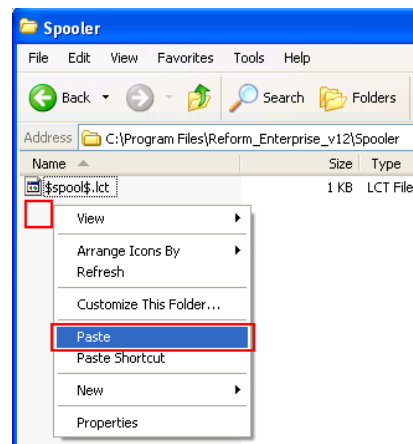 Spooler
File Edit View Favorites Tools Help
Back Search Folders
Address C:\Program Files\Reform_Enterprise_v12\Spooler
Name Size Type
$spool$.lct 1 KB LCT File
View
Arrange Icons By
Refresh
Customize This Folder...
Paste
Paste Shortcut
New
Properties